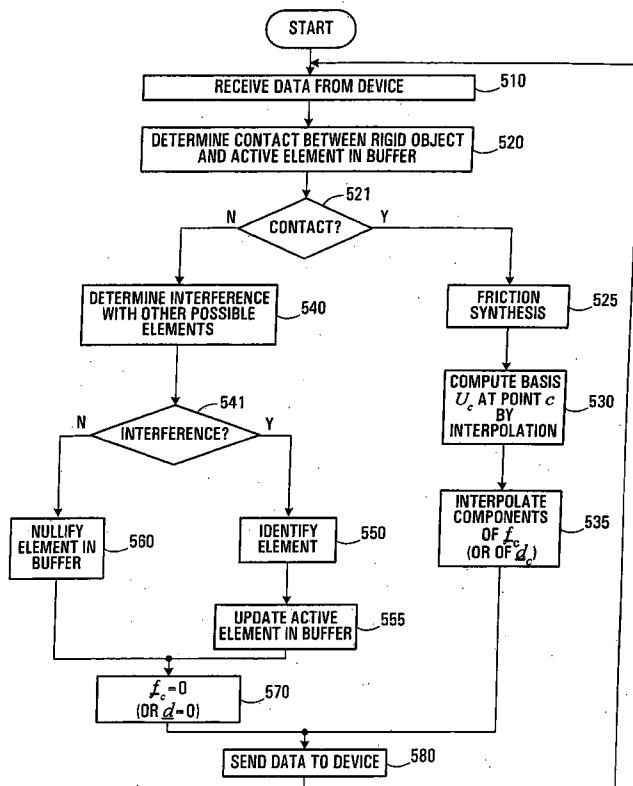 START
RECEIVE DATA FROM DEVICE
510
DETERMINE CONTACT BETWEEN RIGID OBJECT
AND ACTIVE ELEMENT IN BUFFER
520
521
N
CONTACT?
Y
DETERMINE INTERFERENCE
WITH OTHER POSSIBLE
ELEMENTS
540
FRICTION
SYNTHESIS
525
COMPUTE BASIS
U_c AT POINT c
BY
INTERPOLATION
530
541
N
INTERFERENCE?
Y
NULLIFY
ELEMENT IN
BUFFER
560
IDENTIFY
ELEMENT
550
INTERPOLATE
COMPONENTS
OF f_c
(OR OF d_c)
535
UPDATE ACTIVE
ELEMENT IN BUFFER
555
f_c=0
(OR d=0)
570
SEND DATA TO DEVICE
580